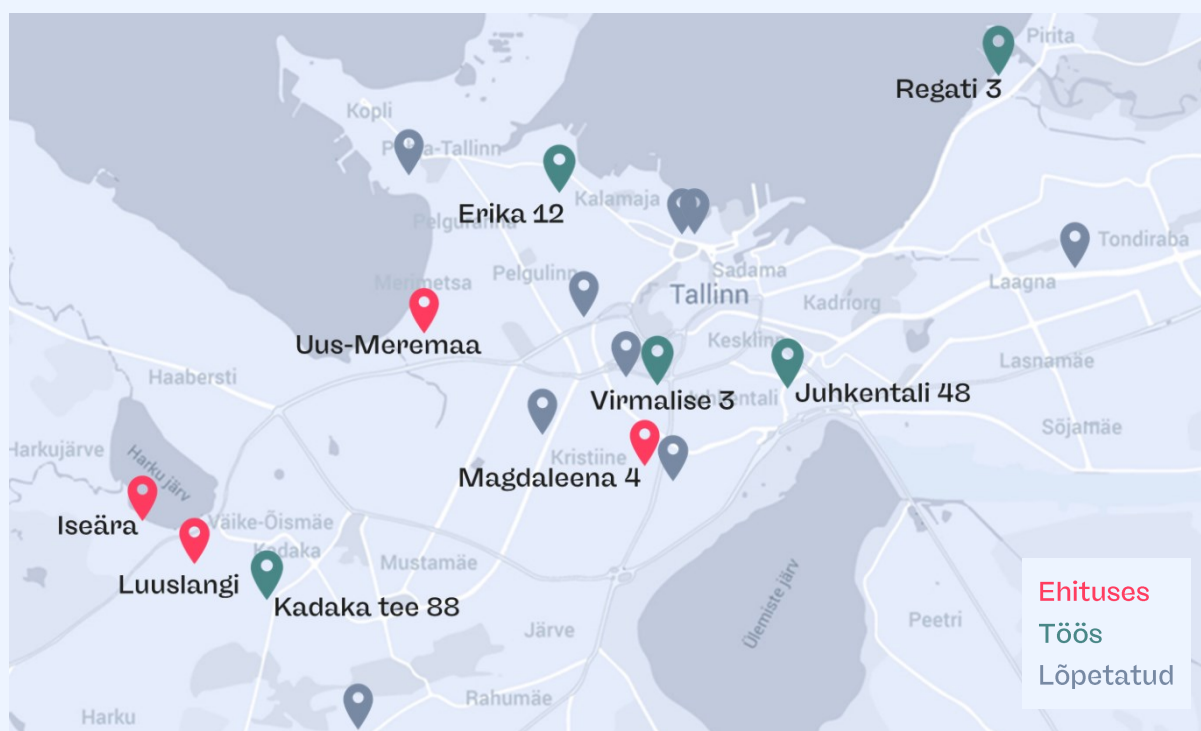 Pirita
Regati 3
Kopli
Põhja-Tallinn
Kalamaja
Erika 12
Pelguranna
Tondiraba
Merimetsa
Pelgulinn
Sadama
Laagna
Tallinn
Kadriorg
Uus-Meremaa
Kesklinn
Lasnamäe
Haabersti
Virmalise 3
Juhkentali
Juhkentali 48
Sõjamäe
Harkujärve
Harku järv
Kristiine
Magdaleena 4
Iseära
Väike-Õismäe
Kadaka
Luuslangi
Mustamäe
Kadaka tee 88
Ülemiste järv
Järve
Peetri
Rahumäe
Harku
Ehituses
Töös
Lõpetatud